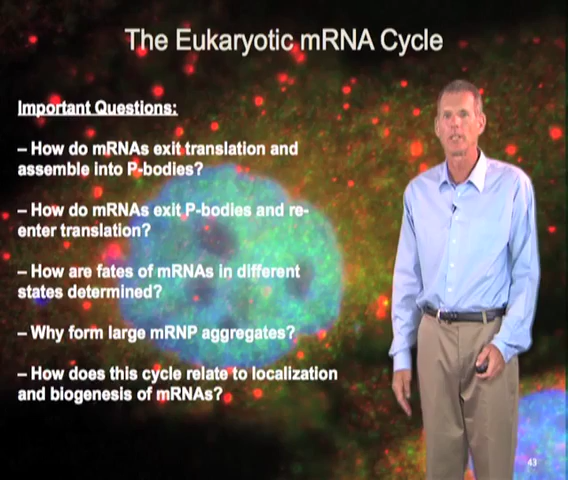 The Eukaryotic mRNA Cycle
Important Questions:
– How do mRNAs exit translation and
assemble into P-bodies?
– How do mRNAs exit P-bodies and re-
enter translation?
– How are fates of mRNAs in different
states determined?
– Why form large mRNP aggregates?
– How does this cycle relate to localization
and biogenesis of mRNAs?
43